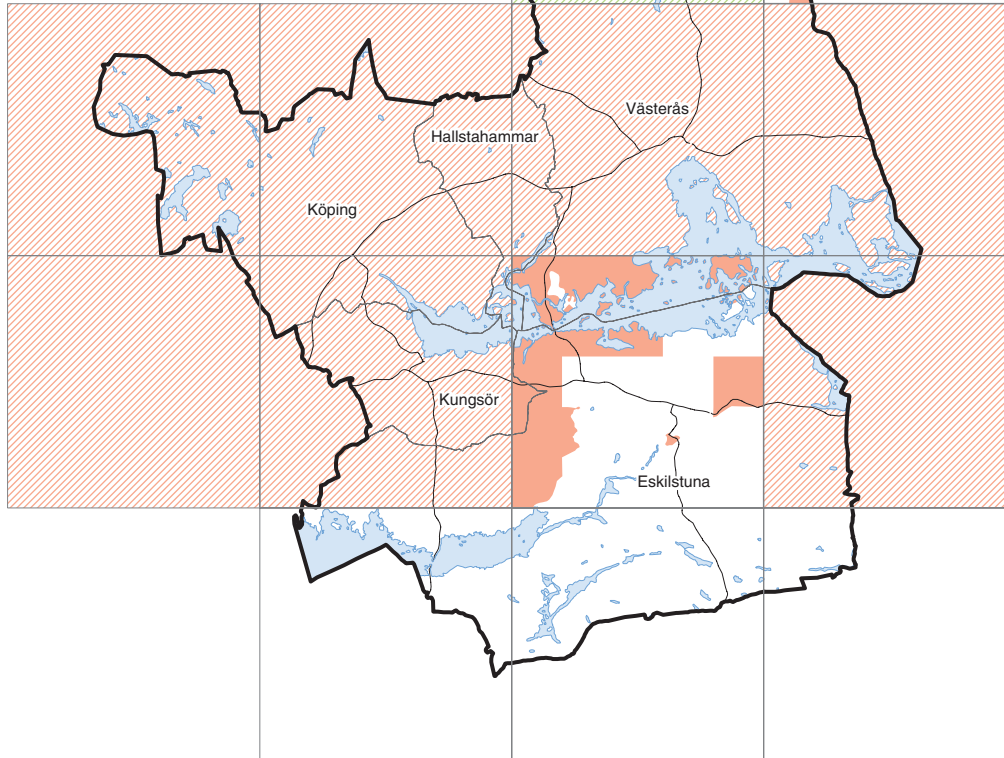 Västerås
Hallstahammar
Köping
Kungsör
Eskilstuna